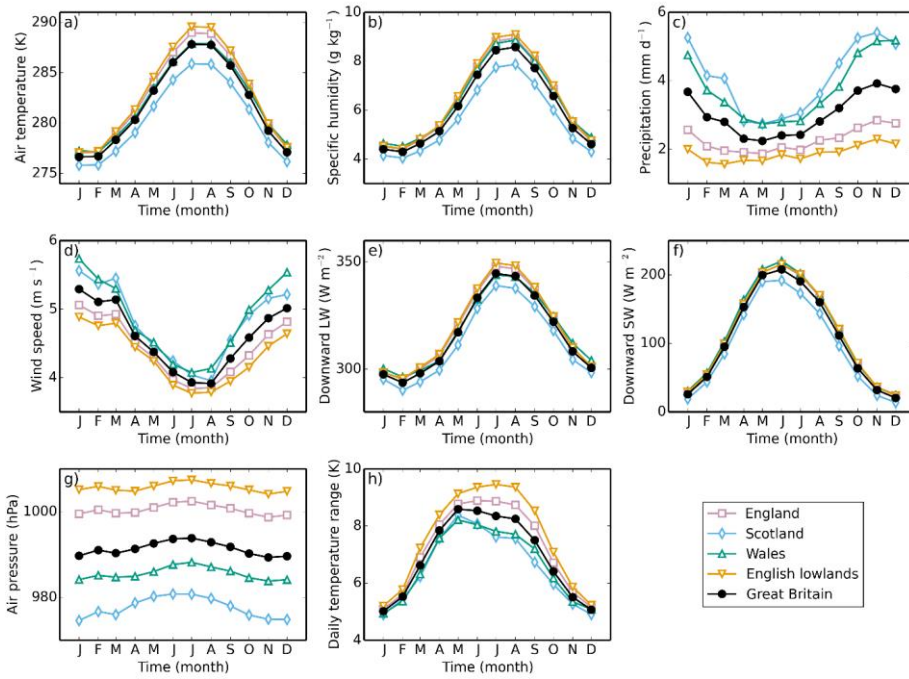 a)
Air temperature (K)
290
285
280
275
J F M A M J J A S O N D
Time (month)
b)
Specific humidity (g kg⁻¹)
10
8
6
4
2
J F M A M J J A S O N D
Time (month)
c)
Precipitation (mm d⁻¹)
6
4
2
J F M A M J J A S O N D
Time (month)
d)
Wind speed (m s⁻¹)
6
5
4
J F M A M J J A S O N D
Time (month)
e)
Downward LW (W m⁻²)
350
300
J F M A M J J A S O N D
Time (month)
f)
Downward SW (W m⁻²)
200
100
0
J F M A M J J A S O N D
Time (month)
g)
Air pressure (hPa)
1000
980
J F M A M J J A S O N D
Time (month)
h)
Daily temperature range (K)
10
8
6
4
J F M A M J J A S O N D
Time (month)
England
Scotland
Wales
English lowlands
Great Britain